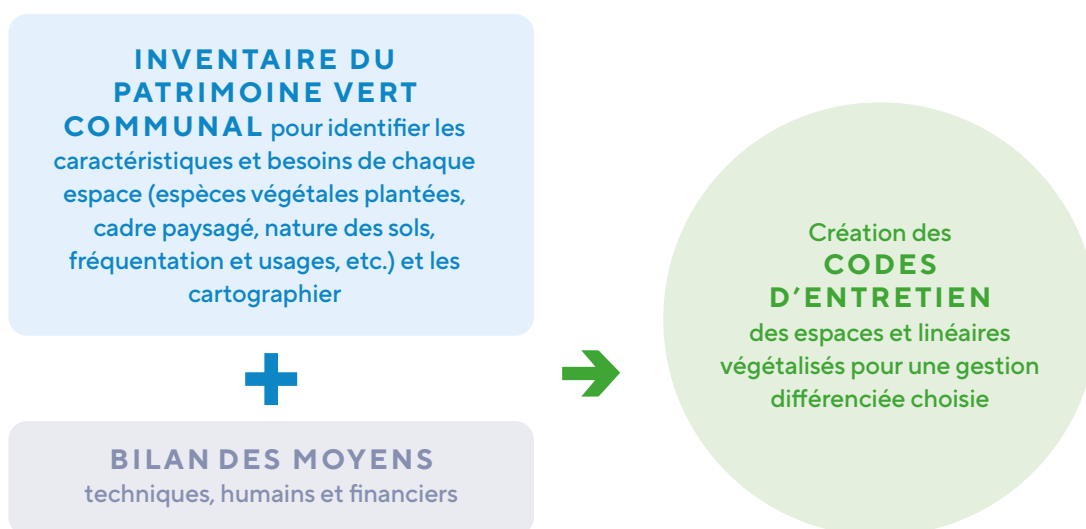 INVENTAIRE DU
PATRIMOINE VERT
COMMUNAL pour identifier les
caractéristiques et besoins de chaque
espace (espèces végétales plantées,
cadre paysagé, nature des sols,
fréquentation et usages, etc.) et les
cartographier
+
BILAN DES MOYENS
techniques, humains et financiers
Création des
CODES
D'ENTRETIEN
des espaces et linéaires
végétalisés pour une gestion
différenciée choisie